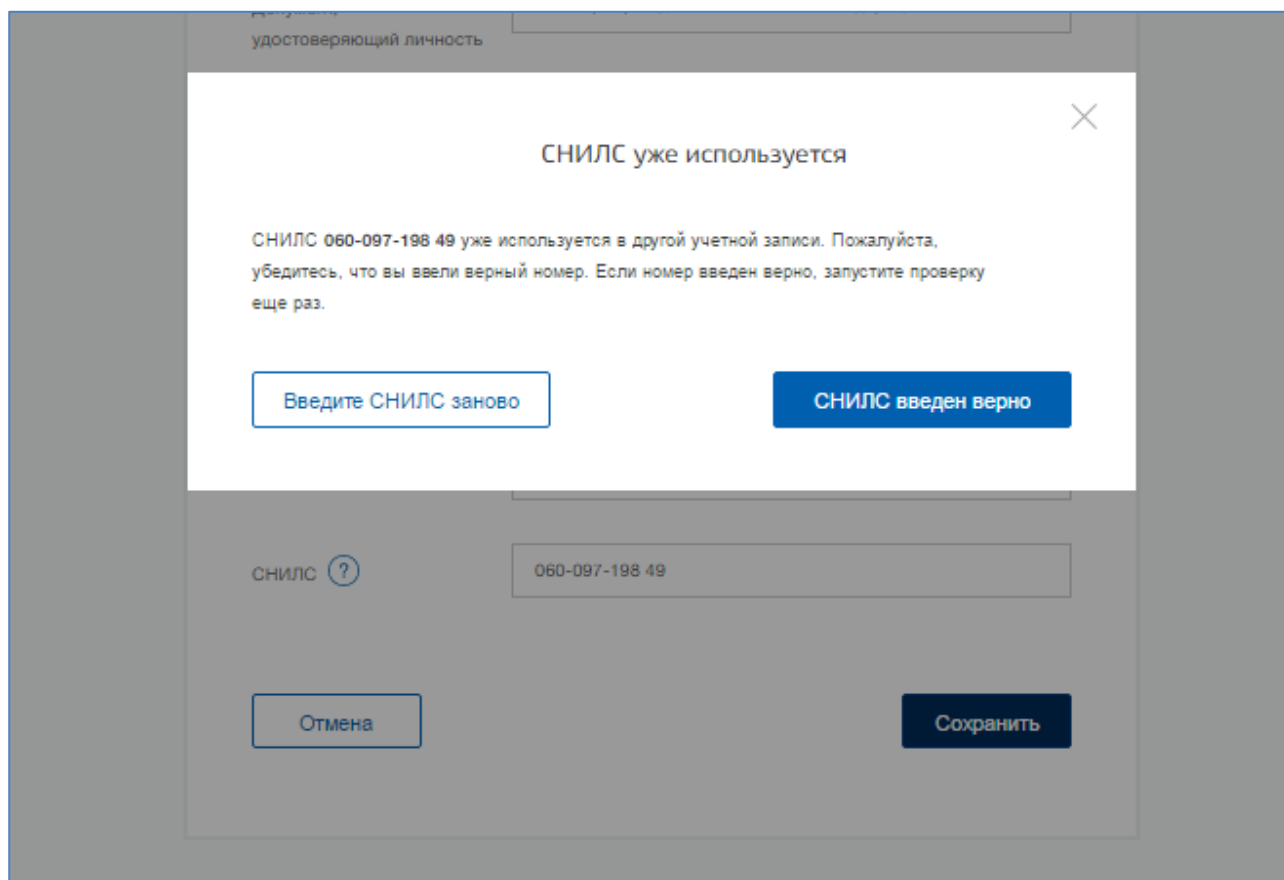 удостоверяющий личность
СНИЛС уже используется
СНИЛС 060-097-198 49 уже используется в другой учетной записи. Пожалуйста,
убедитесь, что вы ввели верный номер. Если номер введен верно, запустите проверку
еще раз.
Введите СНИЛС заново
СНИЛС введен верно
СНИЛС ?
060-097-198 49
Отмена
Сохранить